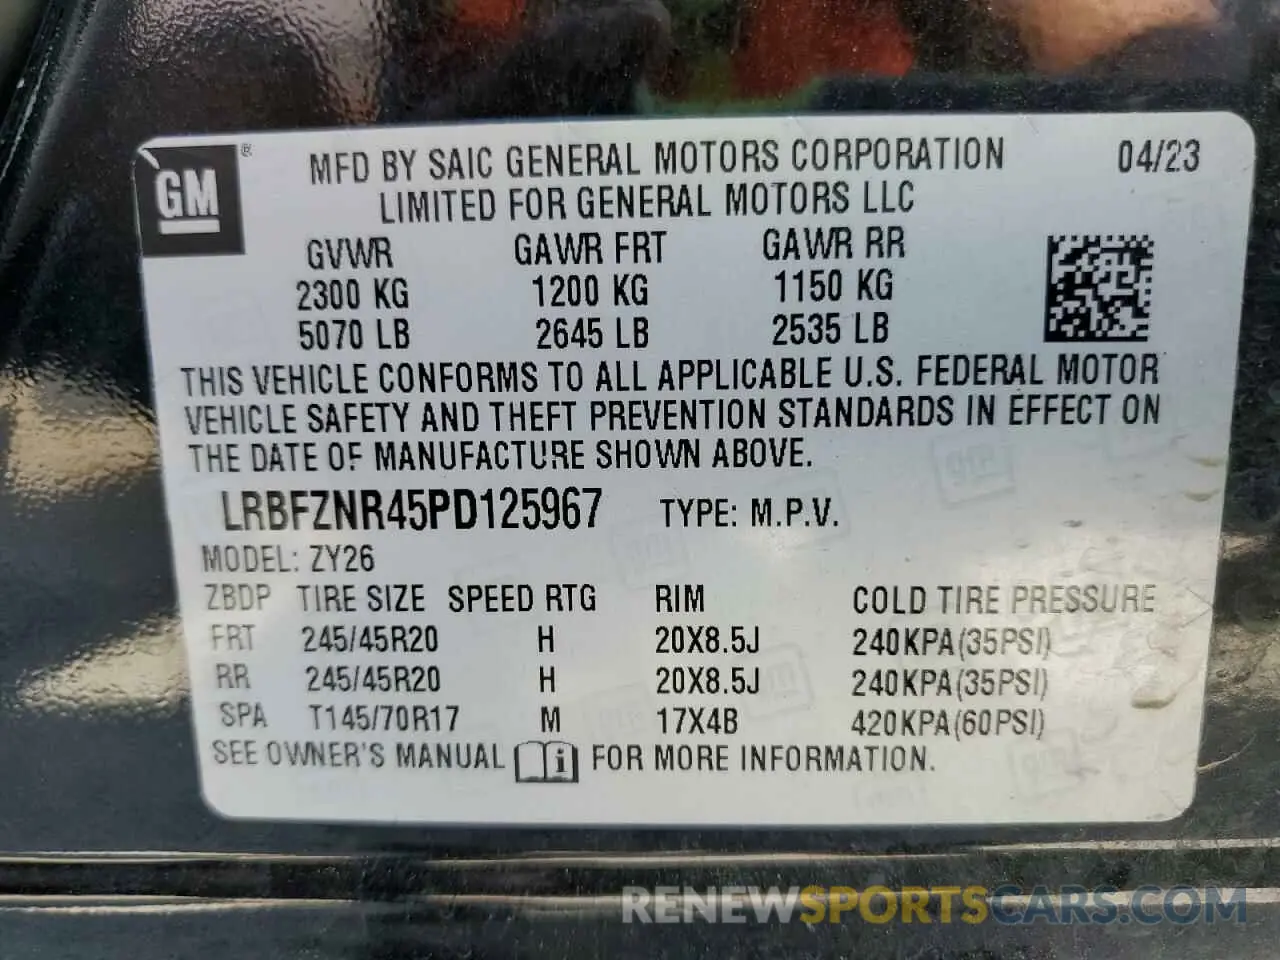 GM ®
MFD BY SAIC GENERAL MOTORS CORPORATION 04/23
LIMITED FOR GENERAL MOTORS LLC
GVWR GAWR FRT GAWR RR
2300 KG 1200 KG 1150 KG
5070 LB 2645 LB 2535 LB
THIS VEHICLE CONFORMS TO ALL APPLICABLE U.S. FEDERAL MOTOR
VEHICLE SAFETY AND THEFT PREVENTION STANDARDS IN EFFECT ON
THE DATE OF MANUFACTURE SHOWN ABOVE.
LRBFZNR45PD125967 TYPE: M.P.V.
MODEL: ZY26
ZBDP TIRE SIZE SPEED RTG RIM COLD TIRE PRESSURE
FRT 245/45R20 H 20X8.5J 240KPA(35PSI)
RR 245/45R20 H 20X8.5J 240KPA(35PSI)
SPA T145/70R17 M 17X4B 420KPA(60PSI)
SEE OWNER'S MANUAL i FOR MORE INFORMATION.
RENEWSPORTSCARS.COM